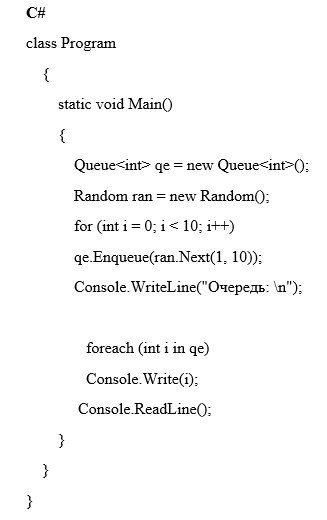 C#
class Program
{
static void Main()
{
Queue<int> qe = new Queue<int>();
Random ran = new Random();
for (int i = 0; i < 10; i++)
qe.Enqueue(ran.Next(1, 10));
Console.WriteLine("Очередь: \n");
foreach (int i in qe)
Console.Write(i);
Console.ReadLine();
}
}
}